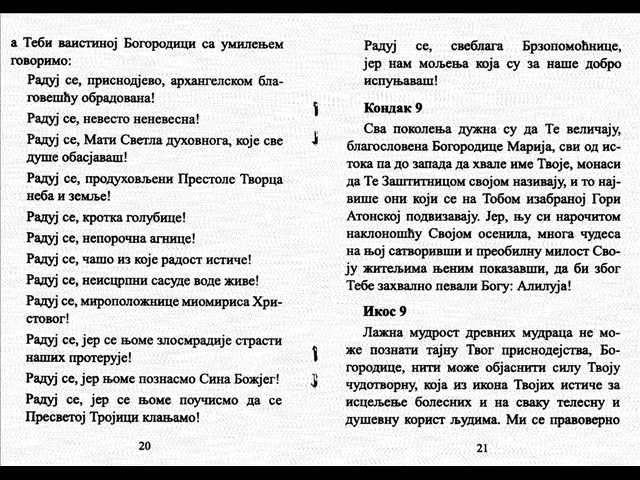 а Теби ваистиној Богородици са умилењем
говоримо:
Радуј се, приснодјево, архангелском бла-
говешћу обрадована!
Радуј се, невесто неневесна!
Радуј се, Мати Светла духовнога, које све
душе обасјаваш!
Радуј се, продуховљени Престоле Творца
неба и земље!
Радуј се, кротка голубице!
Радуј се, непорочна агнице!
Радуј се, чашо из које радост истиче!
Радуј се, неисцрпни сасуде воде живе!
Радуј се, мироположнице миомириса Хри-
стовог!
Радуј се, јер се њоме злосмрадије страсти
наших протерује!
Радуј се, јер њоме познасмо Сина Божјег!
Радуј се, јер се њоме поучисмо да се
Пресветој Тројици клањамо!
20
Радуј се, свеблага Брзопомоћнице,
јер нам мољења која су за наше добро
испуњаваш!
Кондак 9
Сва поколења дужна су да Те величају,
благословена Богородице Марија, сви од ис-
тока па до запада да хвале име Твоје, монаси
да Те Заштитницом својом називају, и то нај-
више они који се на Тобом изабраној Гори
Атонској подвизавају. Јер, њу си нарочитом
наклоношћу Својом осенила, многа чудеса
на њој сатворивши и преобилну милост Сво-
ју житељима њеним показавши, да би због
Тебе захвално певали Богу: Алилуја!
Икос 9
Лажна мудрост древних мудраца не мо-
же познати тајну Твог приснодејства, Бо-
городице, нити може објаснити силу Твоју
чудотворну, која из икона Твојих истиче за
исцељење болесних и на сваку телесну и
душевну корист људима. Ми се правоверно
21